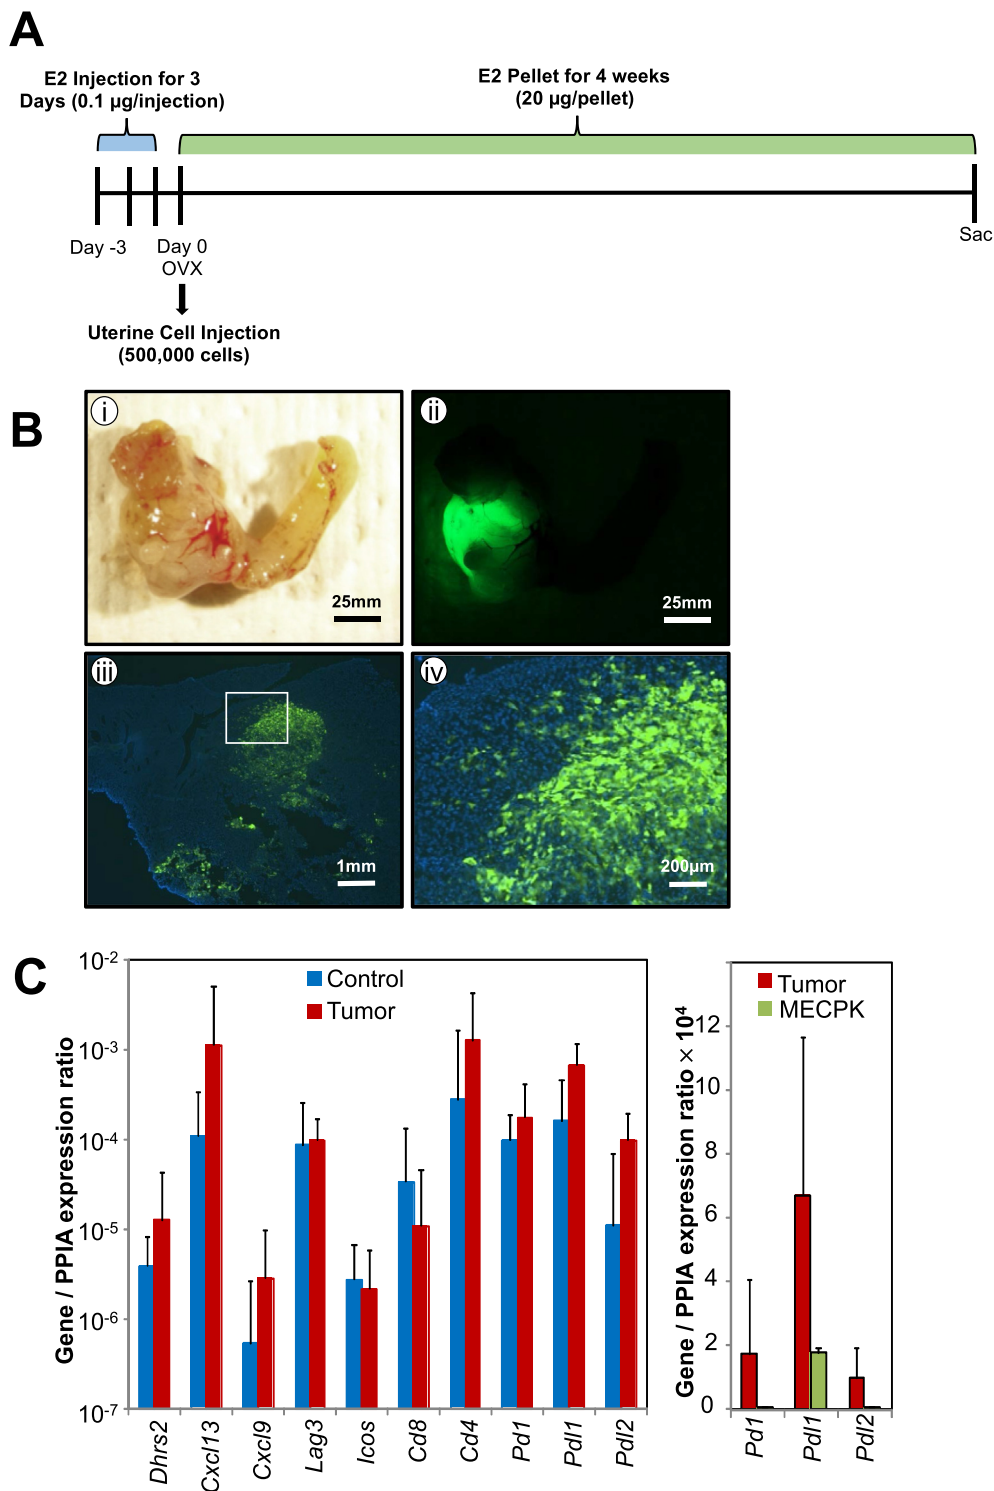 A
E2 Injection for 3
Days (0.1 µg/injection)
E2 Pellet for 4 weeks
(20 µg/pellet)
Day -3
Day 0
OVX
Sac
Uterine Cell Injection
(500,000 cells)
B
i
25mm
ii
25mm
iii
1mm
iv
200µm
C
Gene / PPIA expression ratio
10-2
10-3
10-4
10-5
10-6
10-7
Control
Tumor
Dhrs2
Cxcl13
Cxcl9
Lag3
Icos
Cd8
Cd4
Pd1
Pdl1
Pdl2
Gene / PPIA expression ratio × 10⁴
12
10
8
6
4
2
0
Tumor
MECPK
Pd1
Pdl1
Pdl2